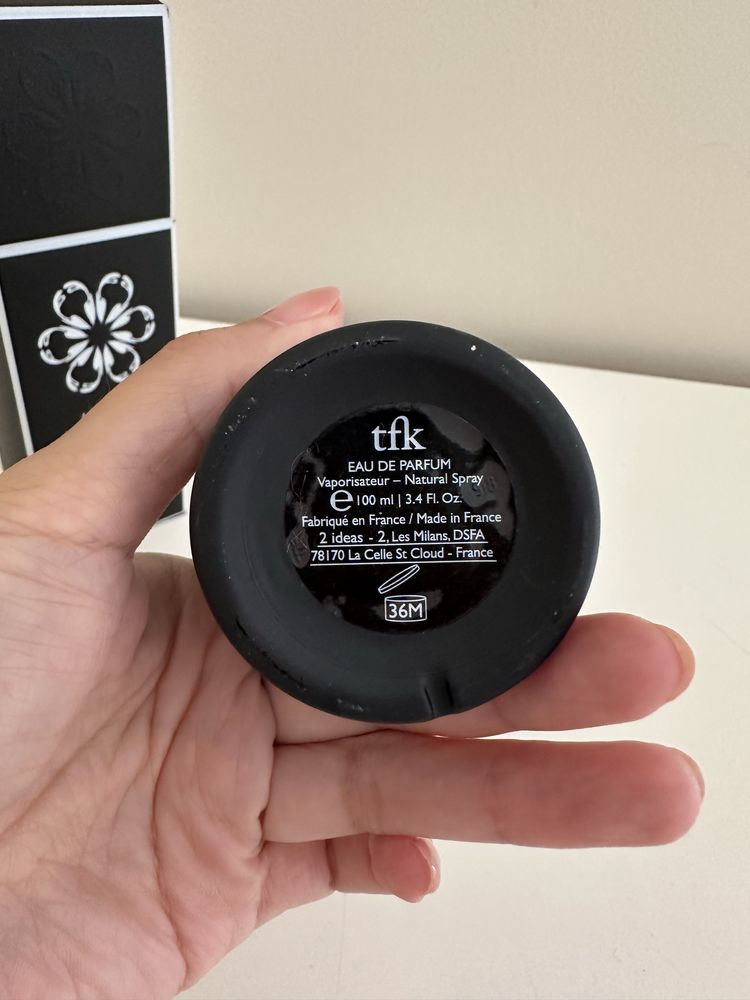 tfk
EAU DE PARFUM
Vaporisateur – Natural Spray
℮ 100 ml | 3.4 Fl. Oz.
Fabriqué en France / Made in France
2 ideas - 2, Les Milans, DSFA
78170 La Celle St Cloud - France
36M